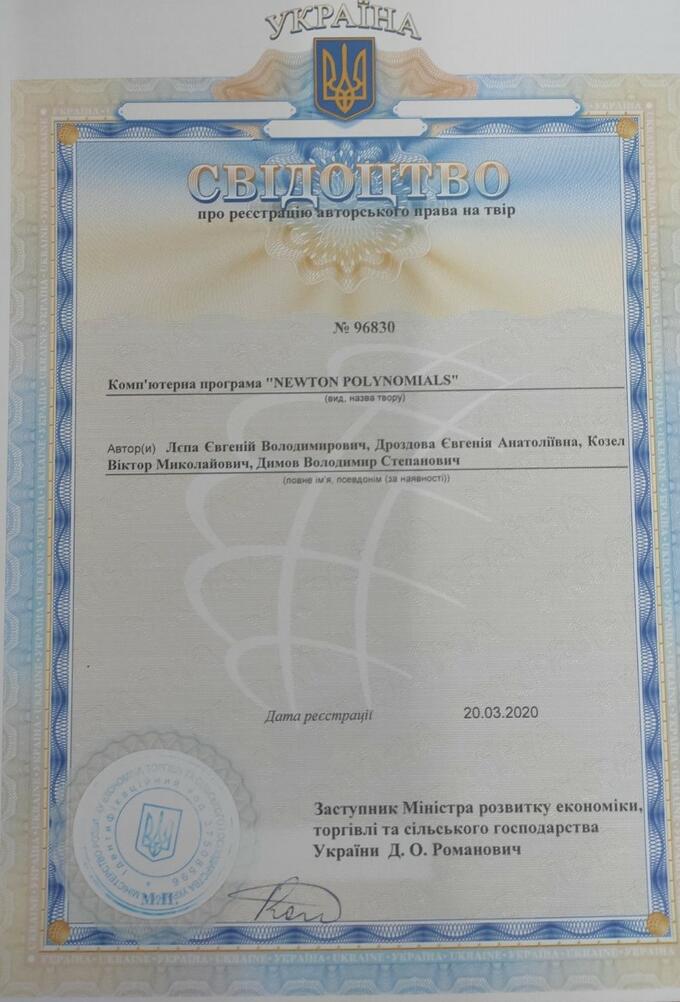 УКРАЇНА
СВІДОЦТВО
про реєстрацію авторського права на твір
№ 96830
Комп'ютерна програма "NEWTON POLYNOMIALS"
(вид, назва твору)
Автор(и) Лєпа Євгеній Володимирович, Дроздова Євгенія Анатоліївна, Козел
Віктор Миколайович, Димов Володимир Степанович
(повне ім'я, псевдонім (за наявності))
Дата реєстрації 20.03.2020
Заступник Міністра розвитку економіки,
торгівлі та сільського господарства
України Д. О. Романович
М.П.